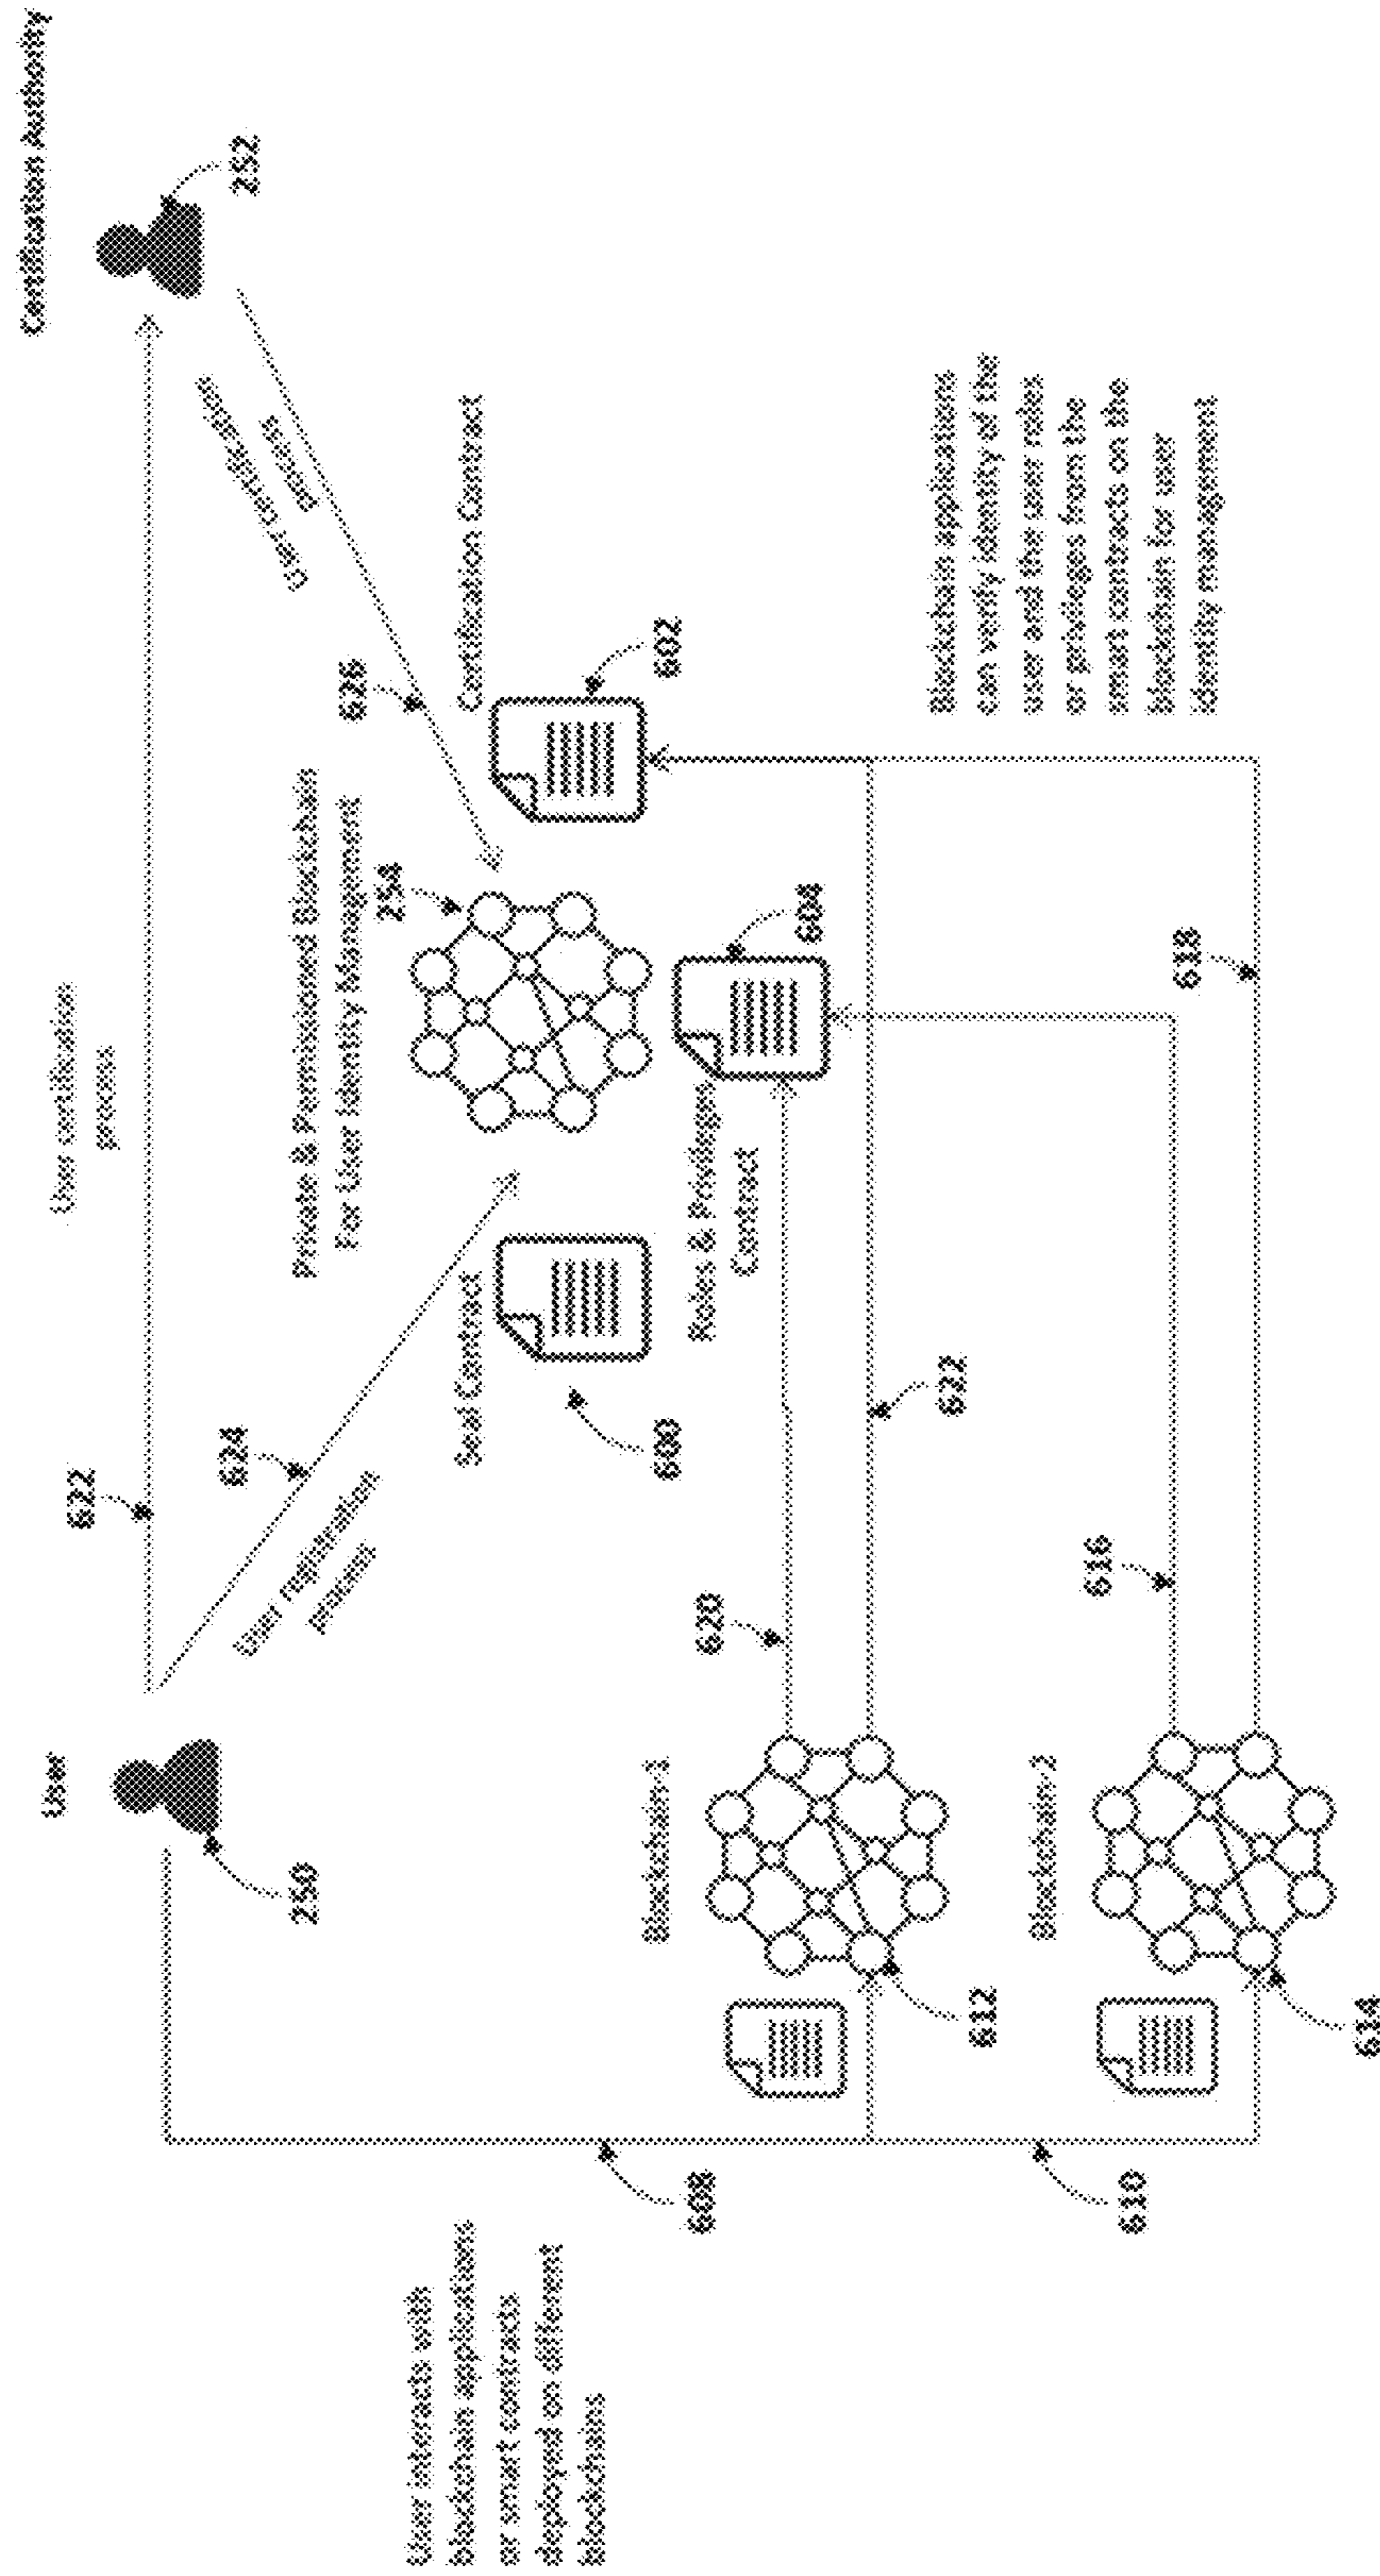 User
250
622
User certification
process
Certification Authority
252
624
User registration
process
626
Certification
process
Private & Permissioned Blockchain
For User Identity Management
254
Seal Contract
600
Certification Contract
602
Roles & Privileges
Contract
604
User interacts with
blockchain applications
or smart contracts
deployed on different
blockchains
608
610
Blockchain-1
612
620
622
Blockchain-2
614
616
618
Blockchain applications
can verify identity of the
user and the user roles
or privileges from the
smart contracts on the
blockchain for user
identity management